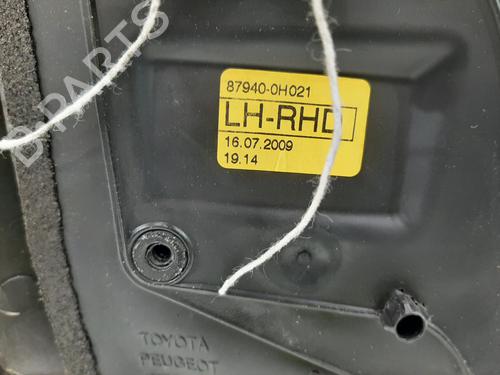 B-PARTS
87940-0H021
LH-RHD
16.07.2009
19.14
TOYOTA
PEUGEOT